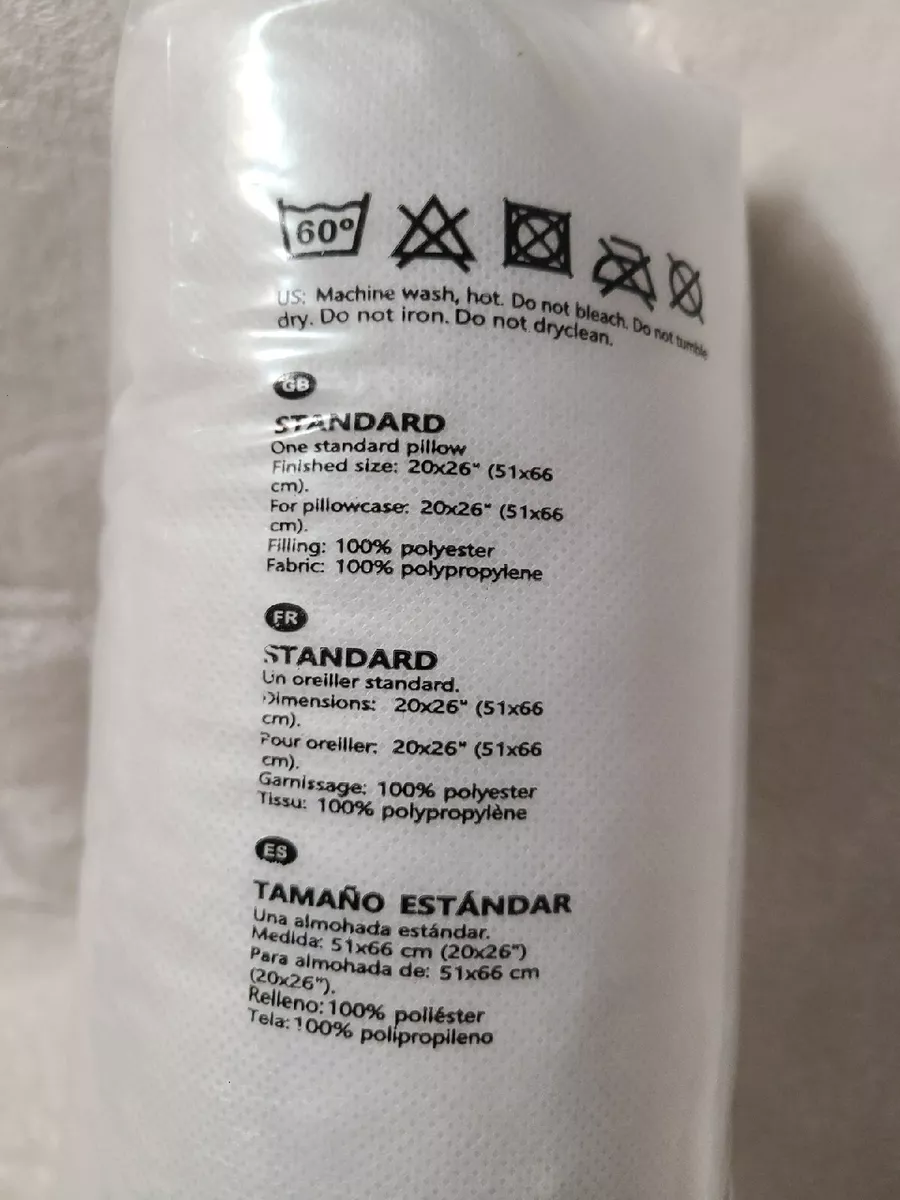 60°
US: Machine wash, hot. Do not bleach. Do not tumble
dry. Do not iron. Do not dryclean.
GB
STANDARD
One standard pillow
Finished size: 20x26" (51x66
cm).
For pillowcase: 20x26" (51x66
cm).
Filling: 100% polyester
Fabric: 100% polypropylene
FR
STANDARD
Un oreiller standard.
Dimensions: 20x26" (51x66
cm).
Pour oreiller: 20x26" (51x66
cm).
Garnissage: 100% polyester
Tissu: 100% polypropylène
ES
TAMAÑO ESTÁNDAR
Una almohada estándar.
Medida: 51x66 cm (20x26")
Para almohada de: 51x66 cm
(20x26").
Relleno: 100% poliéster
Tela: 100% polipropileno